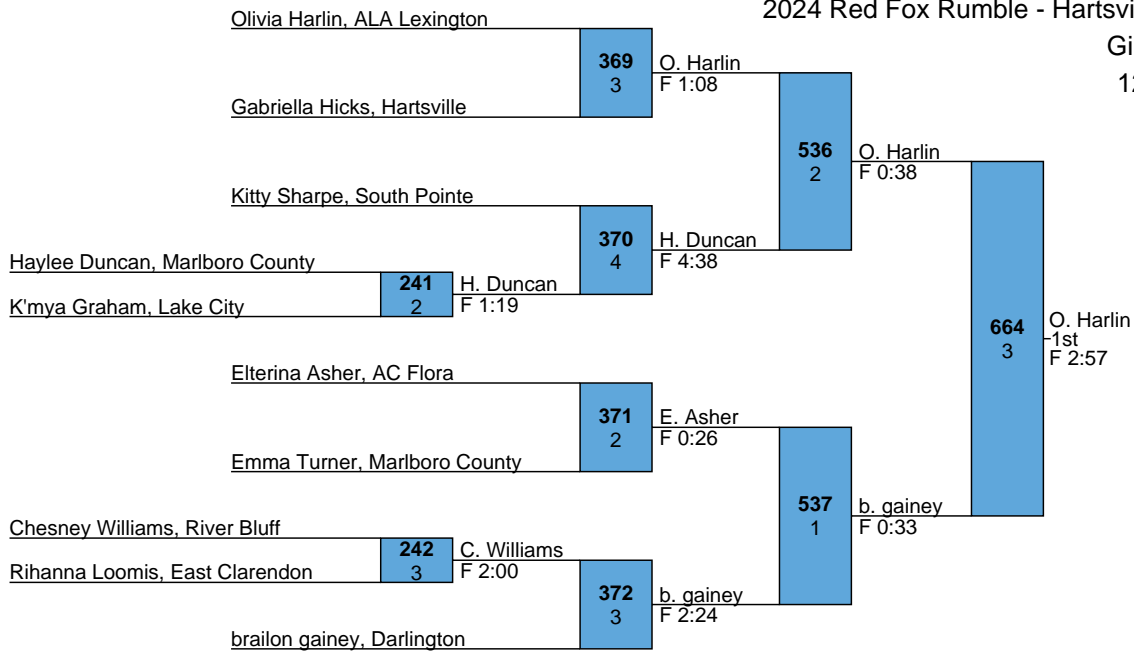 2024 Red Fox Rumble - Hartsvi
Gi
12
Olivia Harlin, ALA Lexington
369
3
O. Harlin
F 1:08
Gabriella Hicks, Hartsville
536
2
O. Harlin
F 0:38
Kitty Sharpe, South Pointe
370
4
H. Duncan
F 4:38
Haylee Duncan, Marlboro County
241
2
H. Duncan
F 1:19
K'mya Graham, Lake City
664
3
O. Harlin
1st
F 2:57
Elterina Asher, AC Flora
371
2
E. Asher
F 0:26
Emma Turner, Marlboro County
537
1
b. gainey
F 0:33
Chesney Williams, River Bluff
242
3
C. Williams
F 2:00
Rihanna Loomis, East Clarendon
372
3
b. gainey
F 2:24
brailon gainey, Darlington